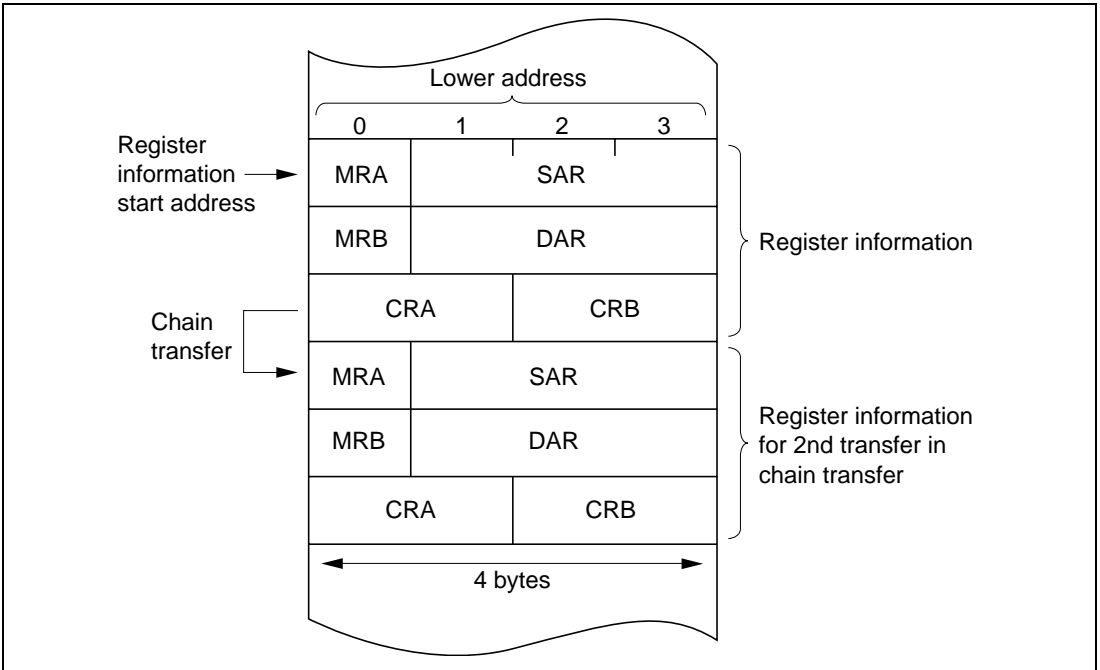 Lower address
0 1 2 3
Register
information
start address
MRA SAR
MRB DAR
Register information
CRA CRB
Chain
transfer
MRA SAR
MRB DAR
Register information
for 2nd transfer in
chain transfer
CRA CRB
4 bytes